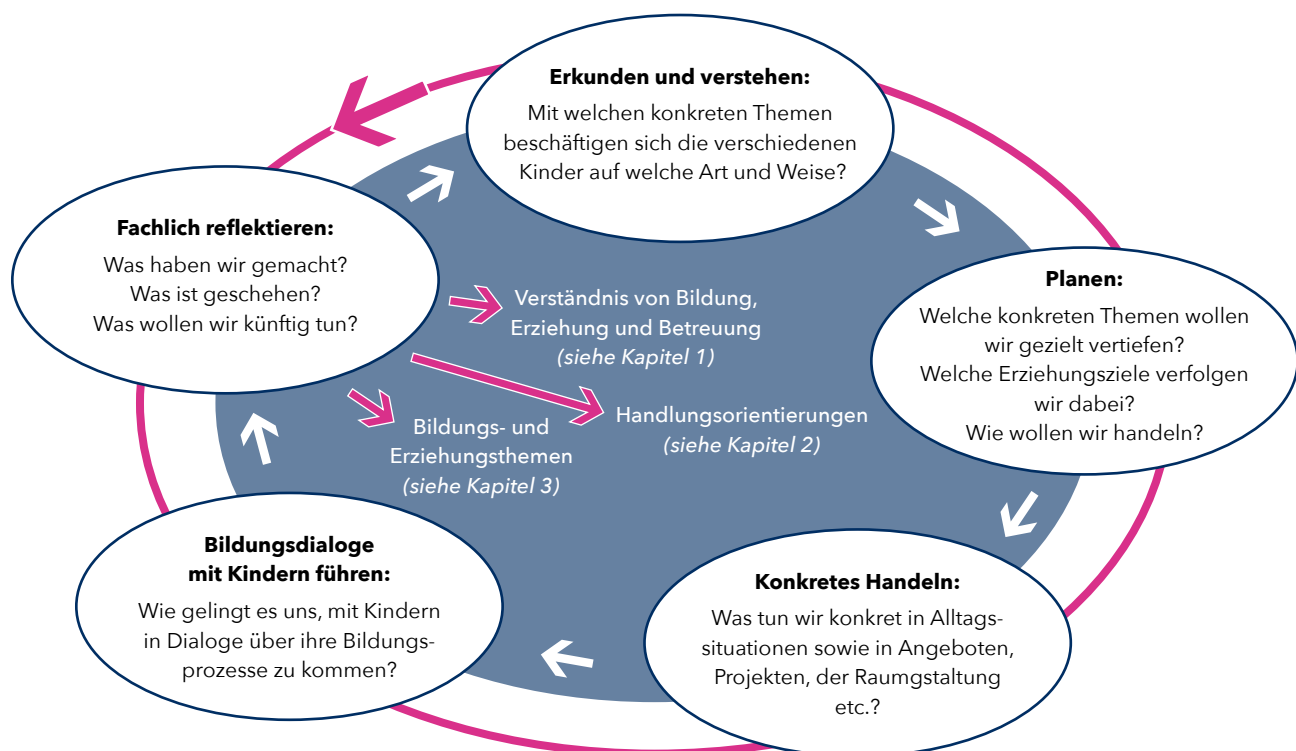 Erkunden und verstehen:
Mit welchen konkreten Themen
beschäftigen sich die verschiedenen
Kinder auf welche Art und Weise?
Fachlich reflektieren:
Was haben wir gemacht?
Was ist geschehen?
Was wollen wir künftig tun?
Planen:
Welche konkreten Themen wollen
wir gezielt vertiefen?
Welche Erziehungsziele verfolgen
wir dabei?
Wie wollen wir handeln?
Verständnis von Bildung,
Erziehung und Betreuung
(siehe Kapitel 1)
Handlungsorientierungen
(siehe Kapitel 2)
Bildungs- und
Erziehungsthemen
(siehe Kapitel 3)
Bildungsdialoge
mit Kindern führen:
Wie gelingt es uns, mit Kindern
in Dialoge über ihre Bildungs-
prozesse zu kommen?
Konkretes Handeln:
Was tun wir konkret in Alltags-
situationen sowie in Angeboten,
Projekten, der Raumgstaltung
etc.?